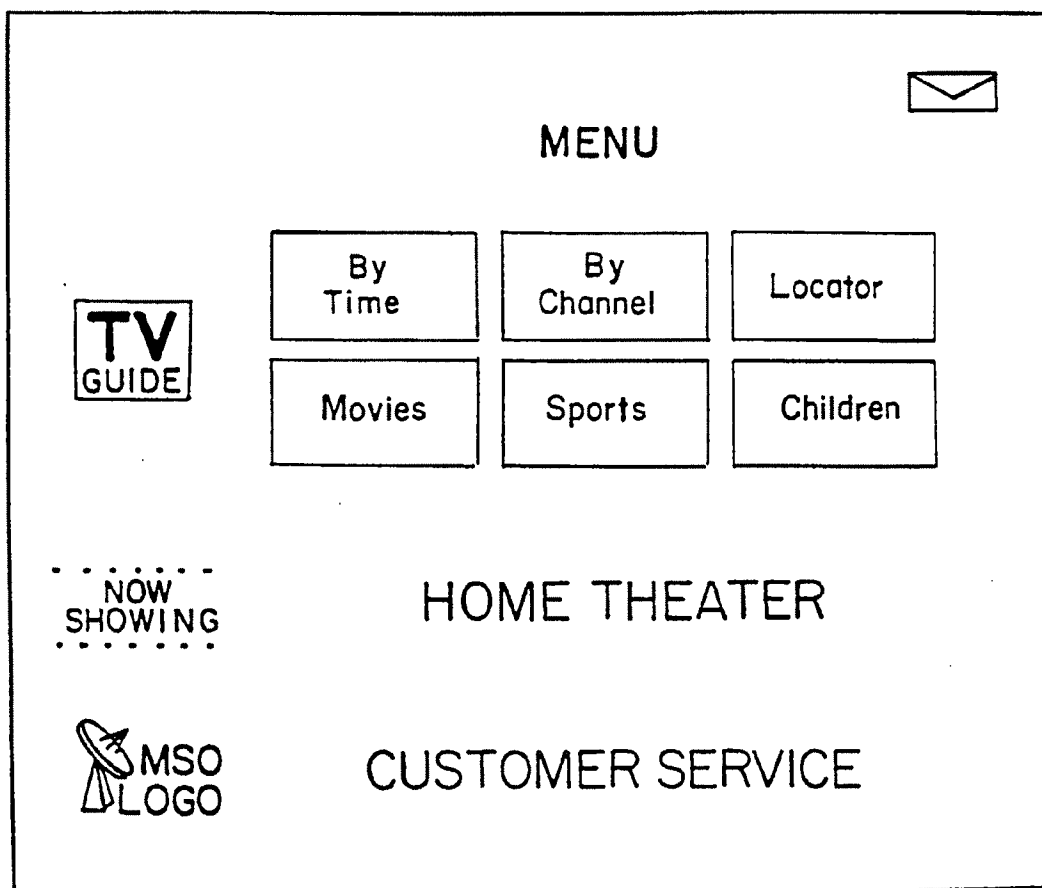 MENU
By
Time
By
Channel
Locator
TV
GUIDE
Movies
Sports
Children
NOW
SHOWING
HOME THEATER
MSO
LOGO
CUSTOMER SERVICE